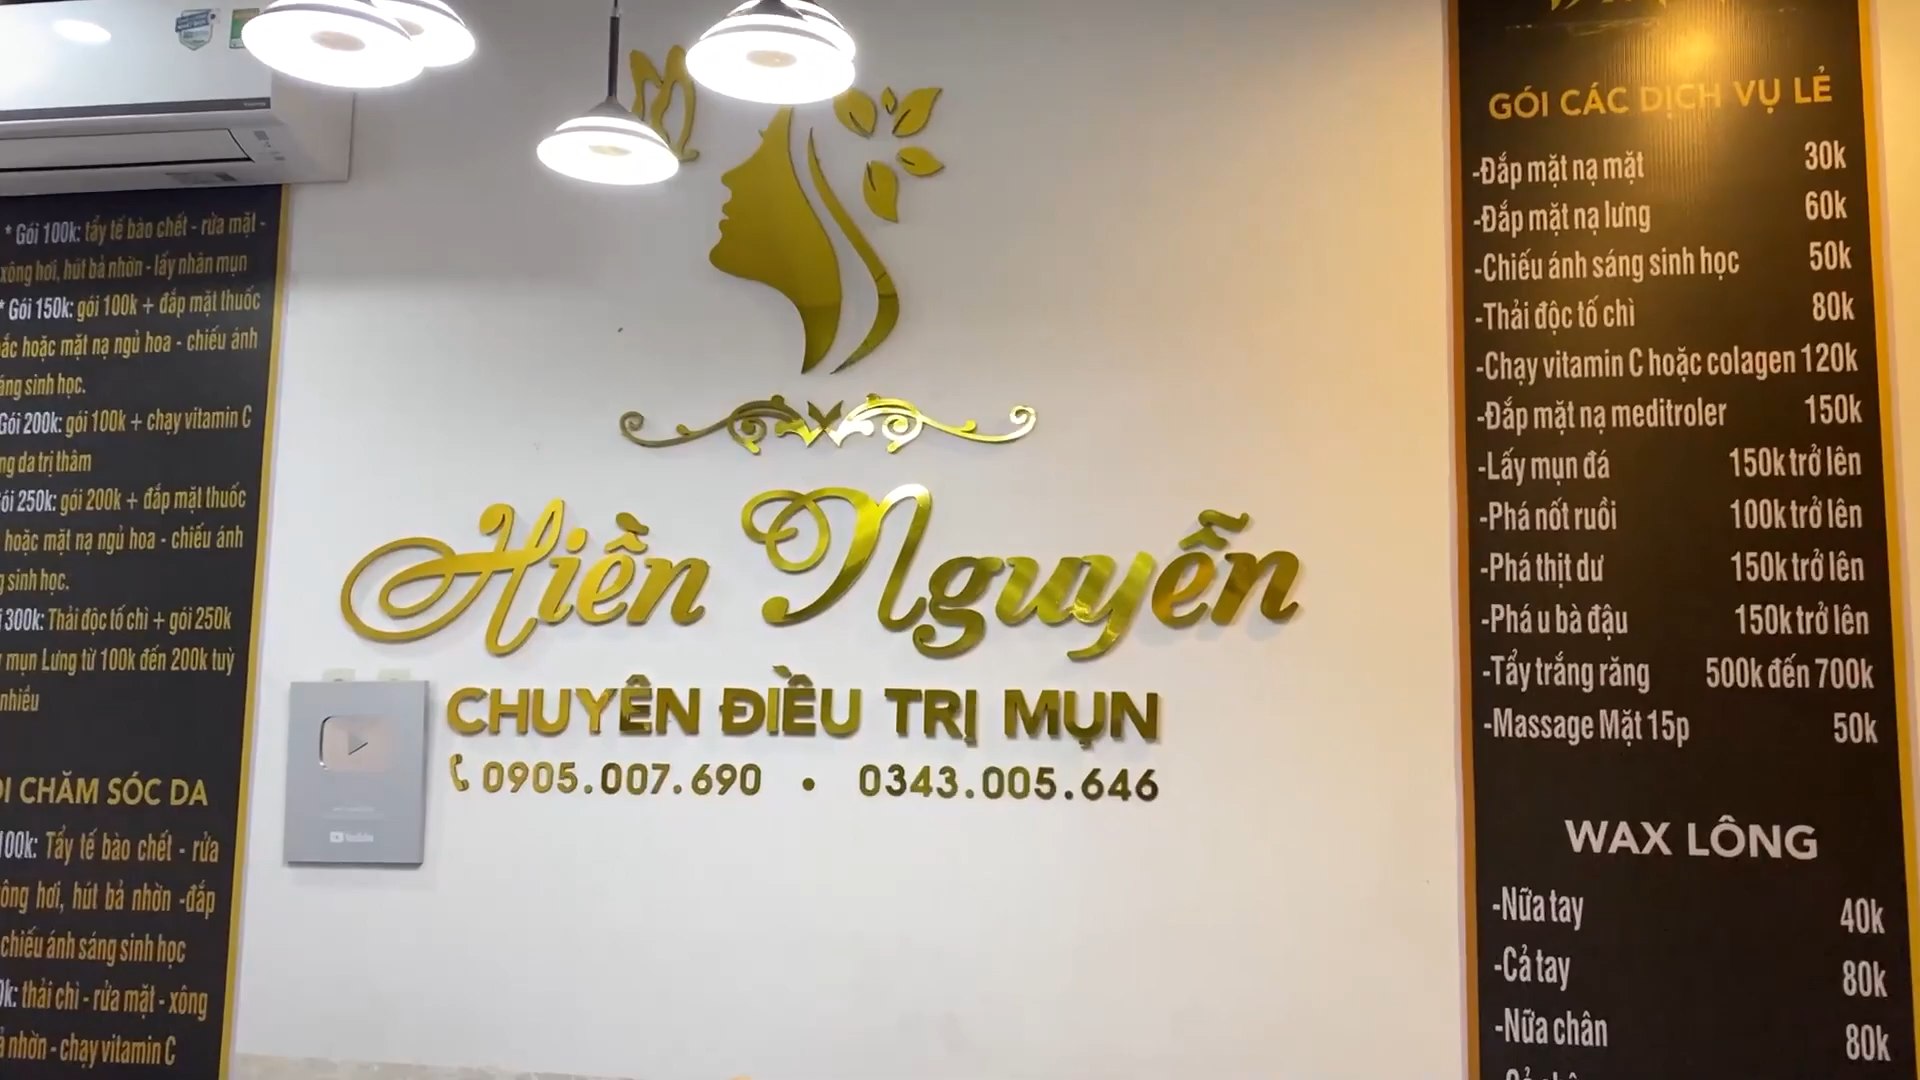 * Gói 100k: tẩy tế bào chết - rửa mặt -
xông hơi, hút bả nhờn - lấy nhân mụn
* Gói 150k: gói 100k + đắp mặt thuốc
hoặc mặt nạ ngủ hoa - chiếu ánh
sinh học.
Gói 200k: gói 100k + chạy vitamin C
da trị thâm
250k: gói 200k + đắp mặt thuốc
hoặc mặt nạ ngủ hoa - chiếu ánh
sinh học.
300k: Thải độc tố chì + gói 250k
mụn Lưng từ 100k đến 200k tuỳ
nhiều
CHĂM SÓC DA
100k: Tẩy tế bào chết - rửa
hơi, hút bả nhờn -đắp
chiếu ánh sáng sinh học
thải chì - rửa mặt - xông
nhờn - chạy vitamin C
Hiền Nguyễn
CHUYÊN ĐIỀU TRỊ MỤN
0905.007.690 • 0343.005.646
YouTube
GÓI CÁC DỊCH VỤ LẺ
-Đắp mặt nạ mặt 30k
-Đắp mặt nạ lưng 60k
-Chiếu ánh sáng sinh học 50k
-Thải độc tố chì 80k
-Chạy vitamin C hoặc colagen 120k
-Đắp mặt nạ meditroler 150k
-Lấy mụn đá 150k trở lên
-Phá nốt ruồi 100k trở lên
-Phá thịt dư 150k trở lên
-Phá u bà đậu 150k trở lên
-Tẩy trắng răng 500k đến 700k
-Massage Mặt 15p 50k
WAX LÔNG
-Nữa tay 40k
-Cả tay 80k
-Nữa chân 80k